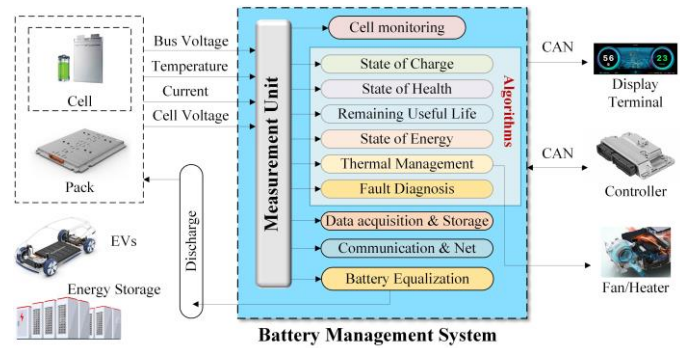 Cell
Pack
EVs
Energy Storage
Bus Voltage
Temperature
Current
Cell Voltage
Discharge
Measurement Unit
Cell monitoring
State of Charge
State of Health
Remaining Useful Life
State of Energy
Thermal Management
Fault Diagnosis
Algorithms
Data acquisition & Storage
Communication & Net
Battery Equalization
Battery Management System
CAN
56
23
Display
Terminal
CAN
Controller
Fan/Heater